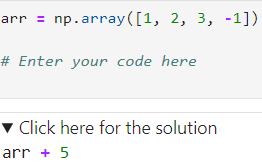 arr = np.array([1, 2, 3, -1])
# Enter your code here
▼ Click here for the solution
arr + 5